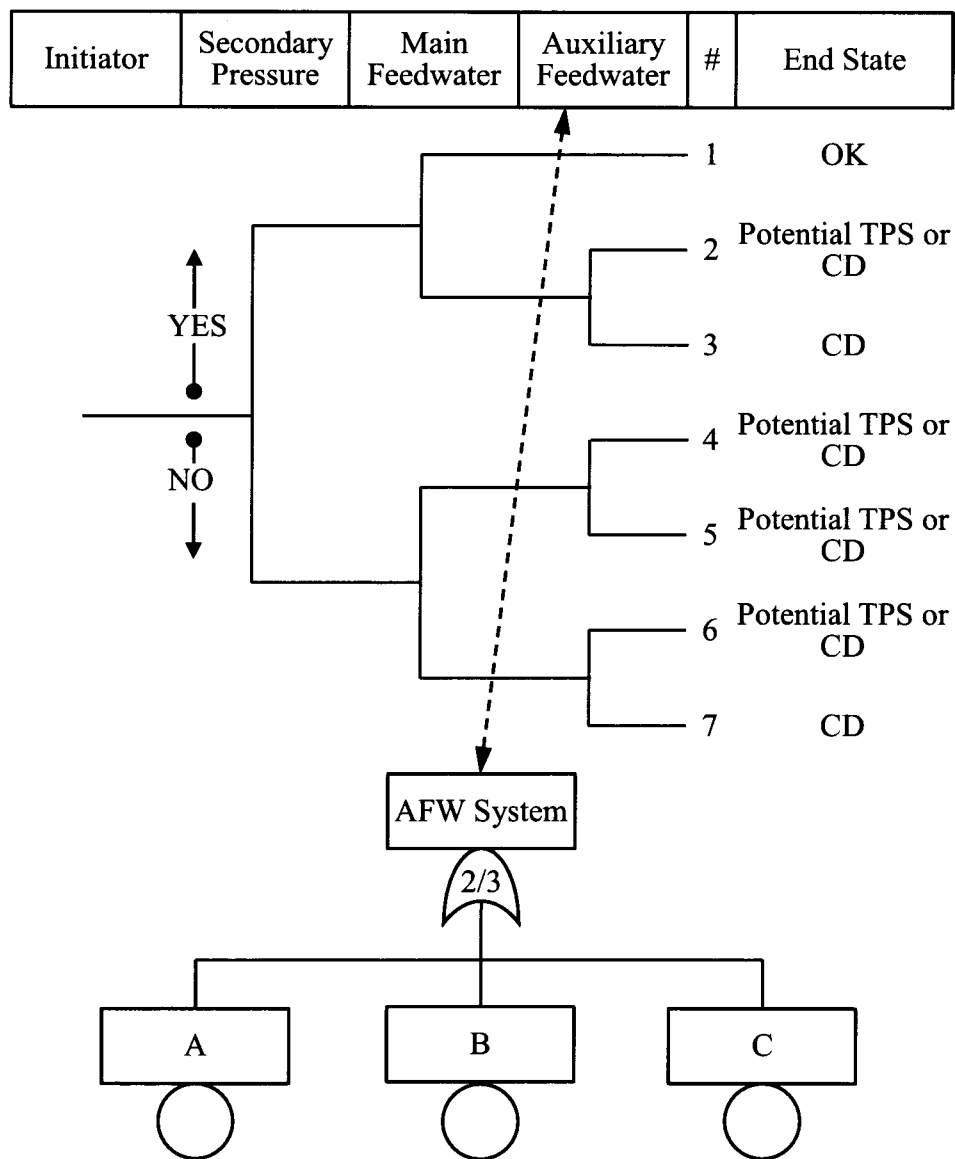 Initiator
Secondary
Pressure
Main
Feedwater
Auxiliary
Feedwater
#
End State
1
OK
2
Potential TPS or
CD
YES
3
CD
4
Potential TPS or
CD
NO
5
Potential TPS or
CD
6
Potential TPS or
CD
7
CD
AFW System
2/3
A
B
C